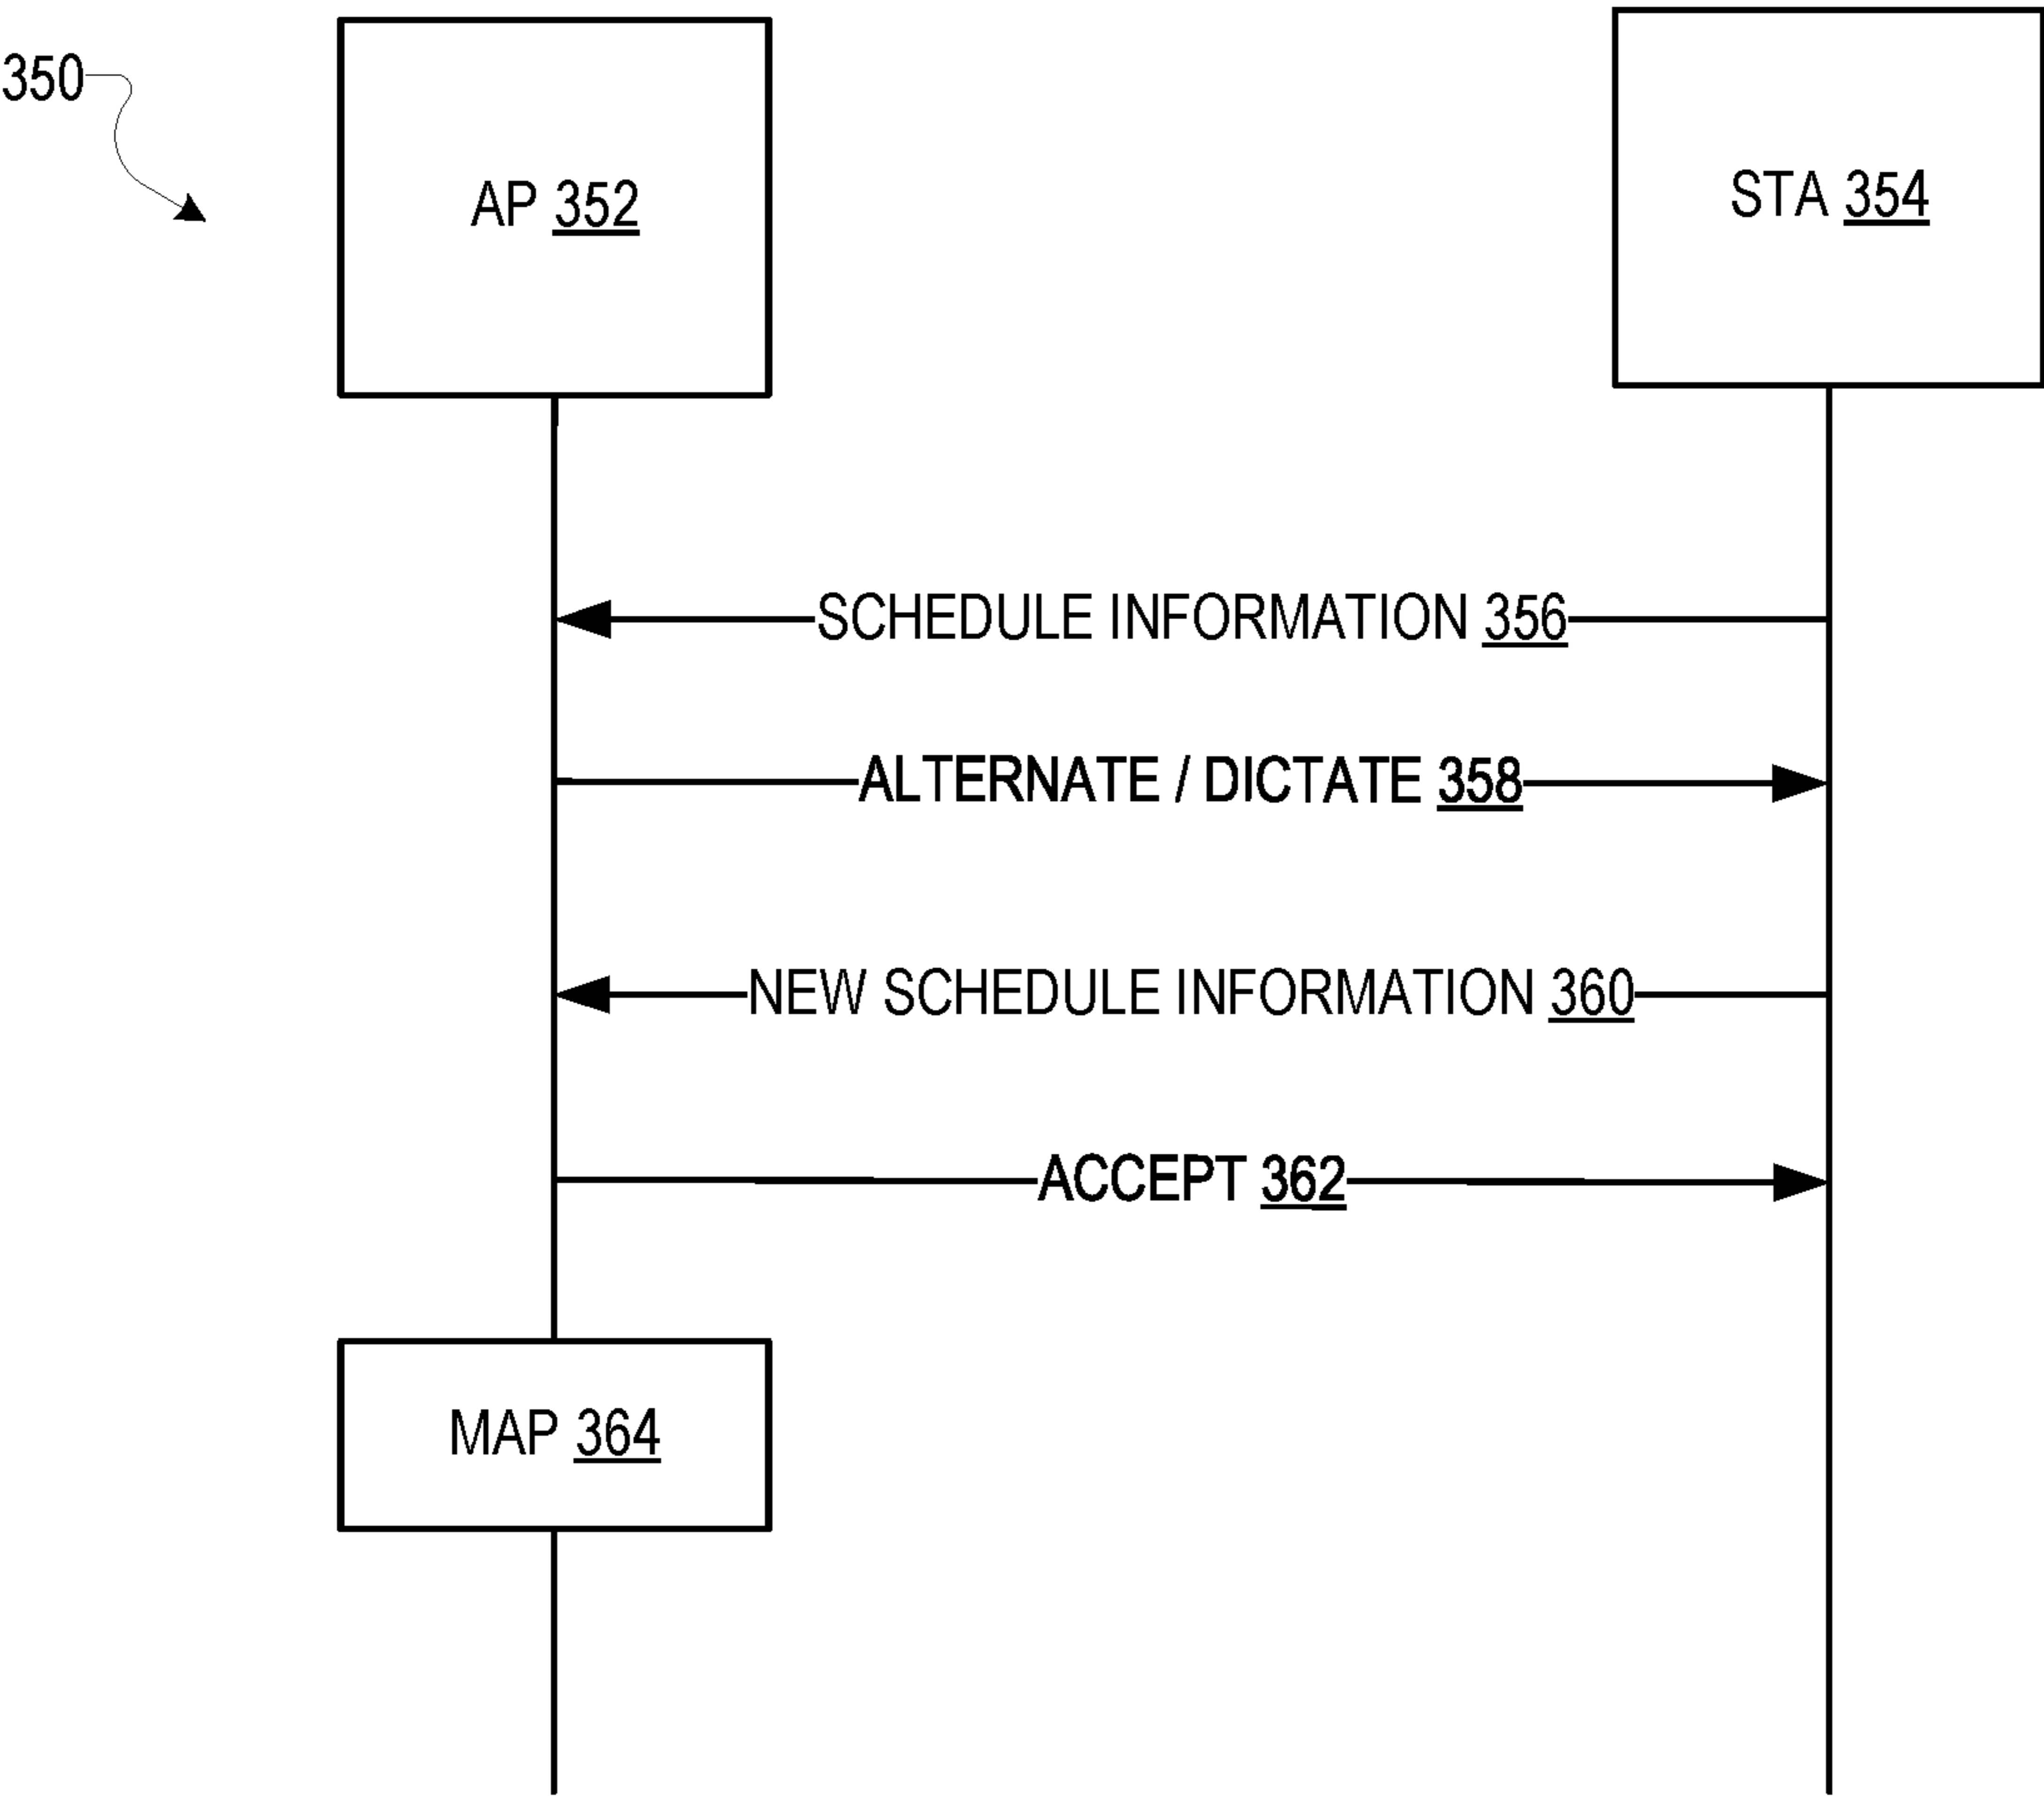 350
AP 352
STA 354
SCHEDULE INFORMATION 356
ALTERNATE / DICTATE 358
NEW SCHEDULE INFORMATION 360
ACCEPT 362
MAP 364